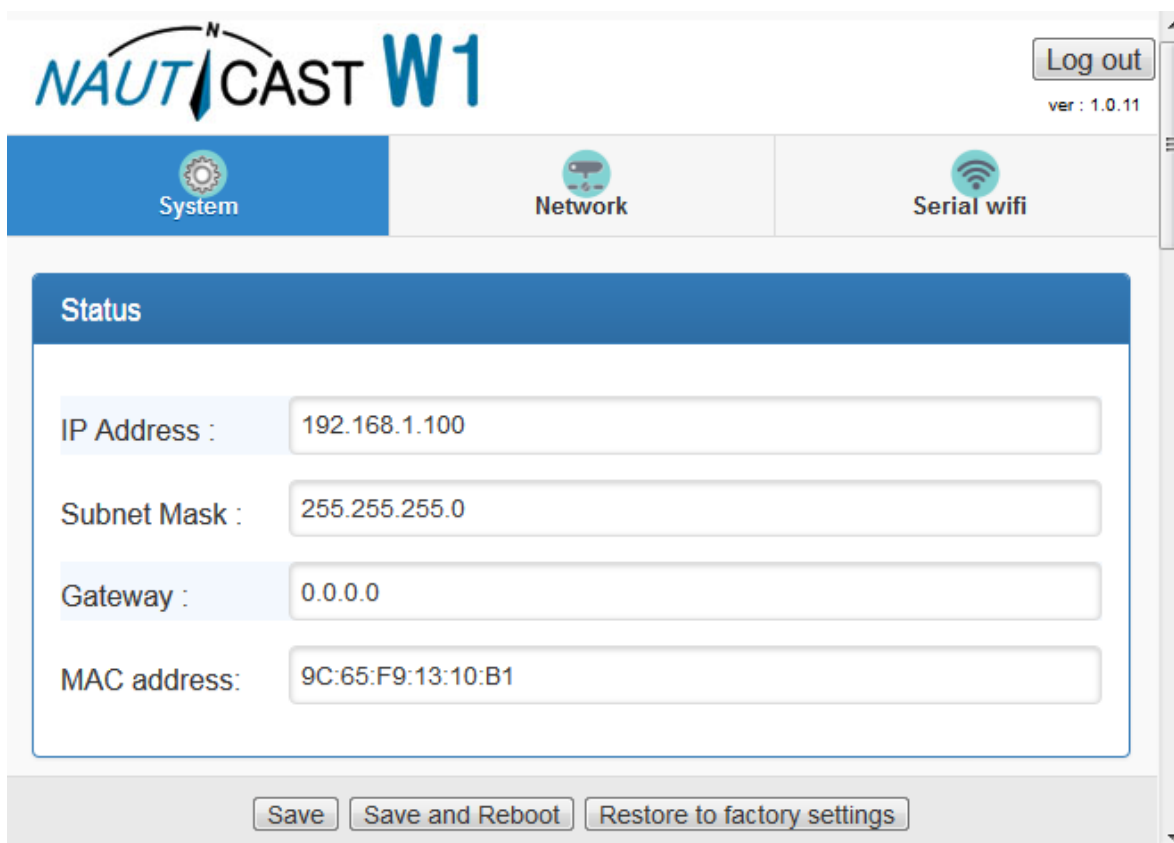 N
NAUTICAST W1
Log out
ver : 1.0.11
System
Network
Serial wifi
Status
IP Address : 192.168.1.100
Subnet Mask : 255.255.255.0
Gateway : 0.0.0.0
MAC address: 9C:65:F9:13:10:B1
Save Save and Reboot Restore to factory settings